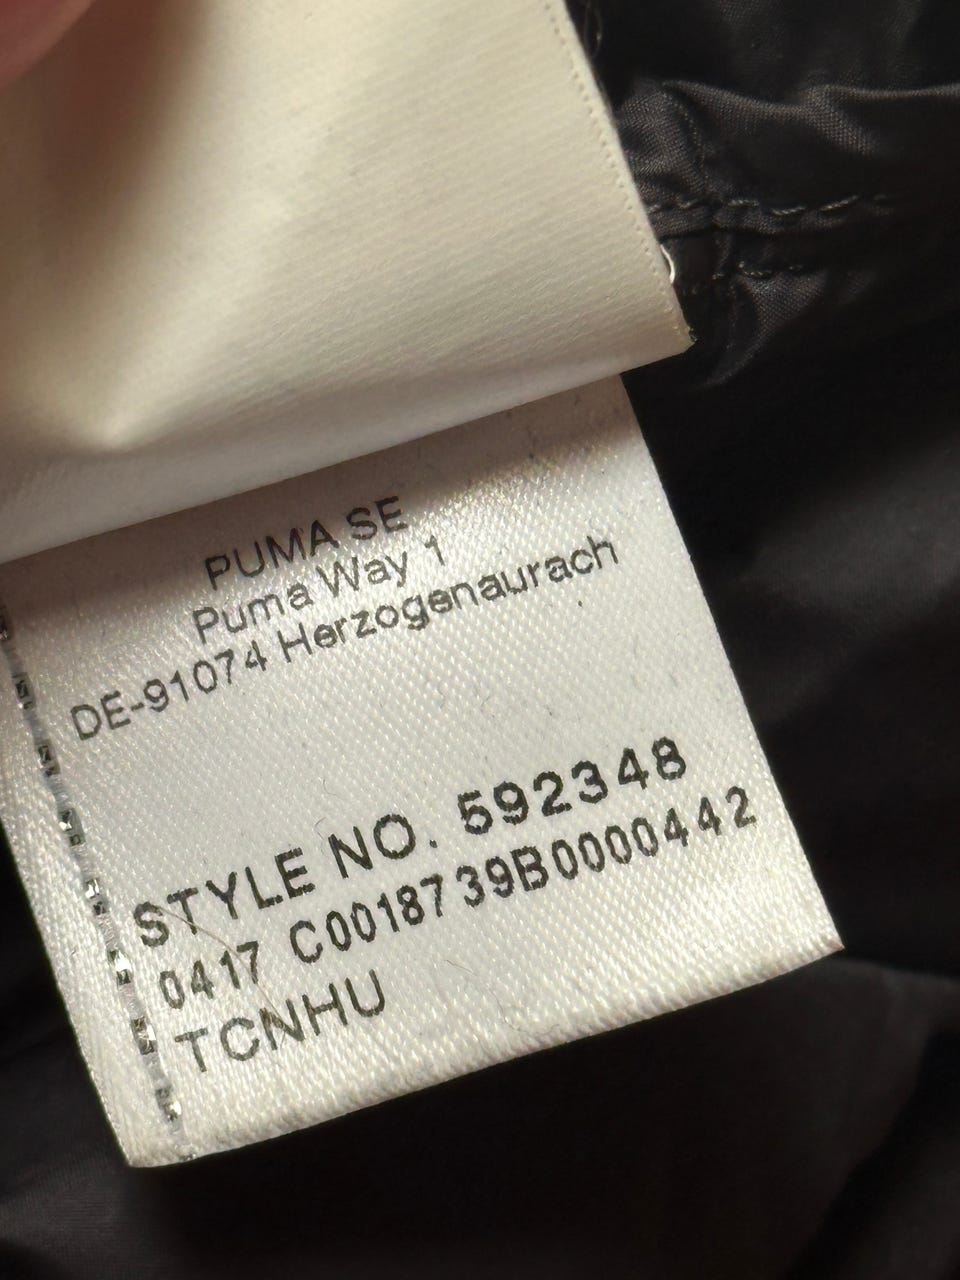 PUMA SE
Puma Way 1
DE-91074 Herzogenaurach
STYLE NO. 592348
0417 C0018739B0000442
TCNHU